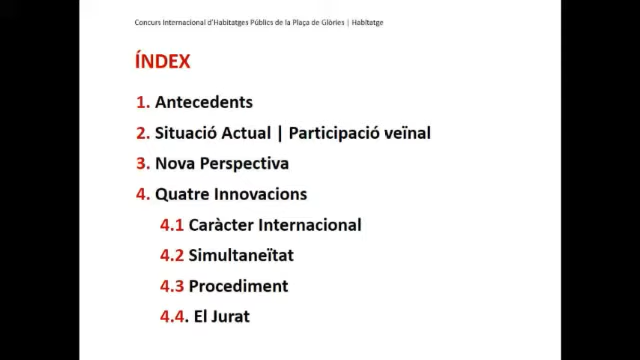 Concurs Internacional d'Habitatges Públics de la Plaça de Glòries | Habitatge
ÍNDEX
1. Antecedents
2. Situació Actual | Participació veïnal
3. Nova Perspectiva
4. Quatre Innovacions
4.1 Caràcter Internacional
4.2 Simultaneïtat
4.3 Procediment
4.4. El Jurat